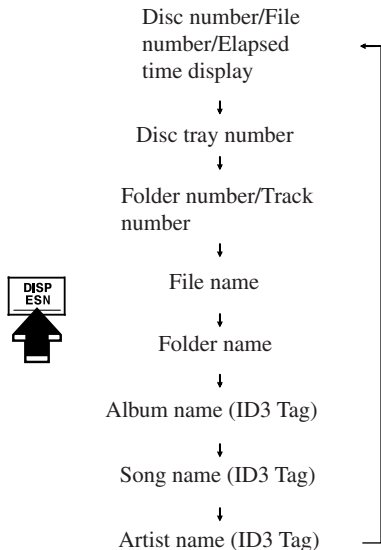 Disc number/File
number/Elapsed
time display
Disc tray number
Folder number/Track
number
File name
DISP
ESN
Folder name
Album name (ID3 Tag)
Song name (ID3 Tag)
Artist name (ID3 Tag)